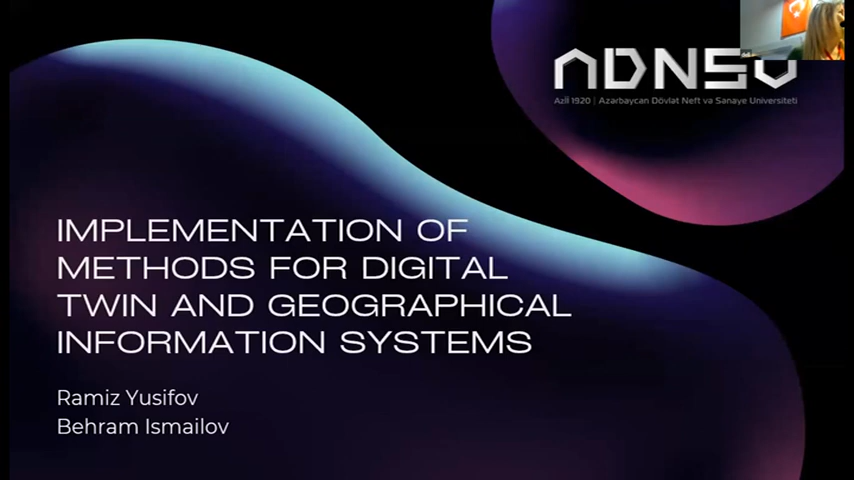 ADNSU
Azii 1920 | Azərbaycan Dövlət Neft və Sənaye Universiteti
IMPLEMENTATION OF
METHODS FOR DIGITAL
TWIN AND GEOGRAPHICAL
INFORMATION SYSTEMS
Ramiz Yusifov
Behram Ismailov